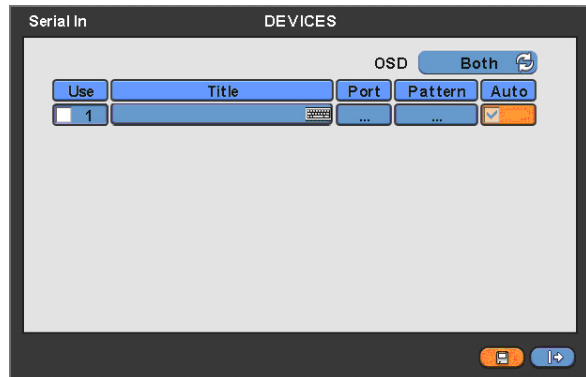 Serial In DEVICES
OSD Both
Use Title Port Pattern Auto
1 ... ...